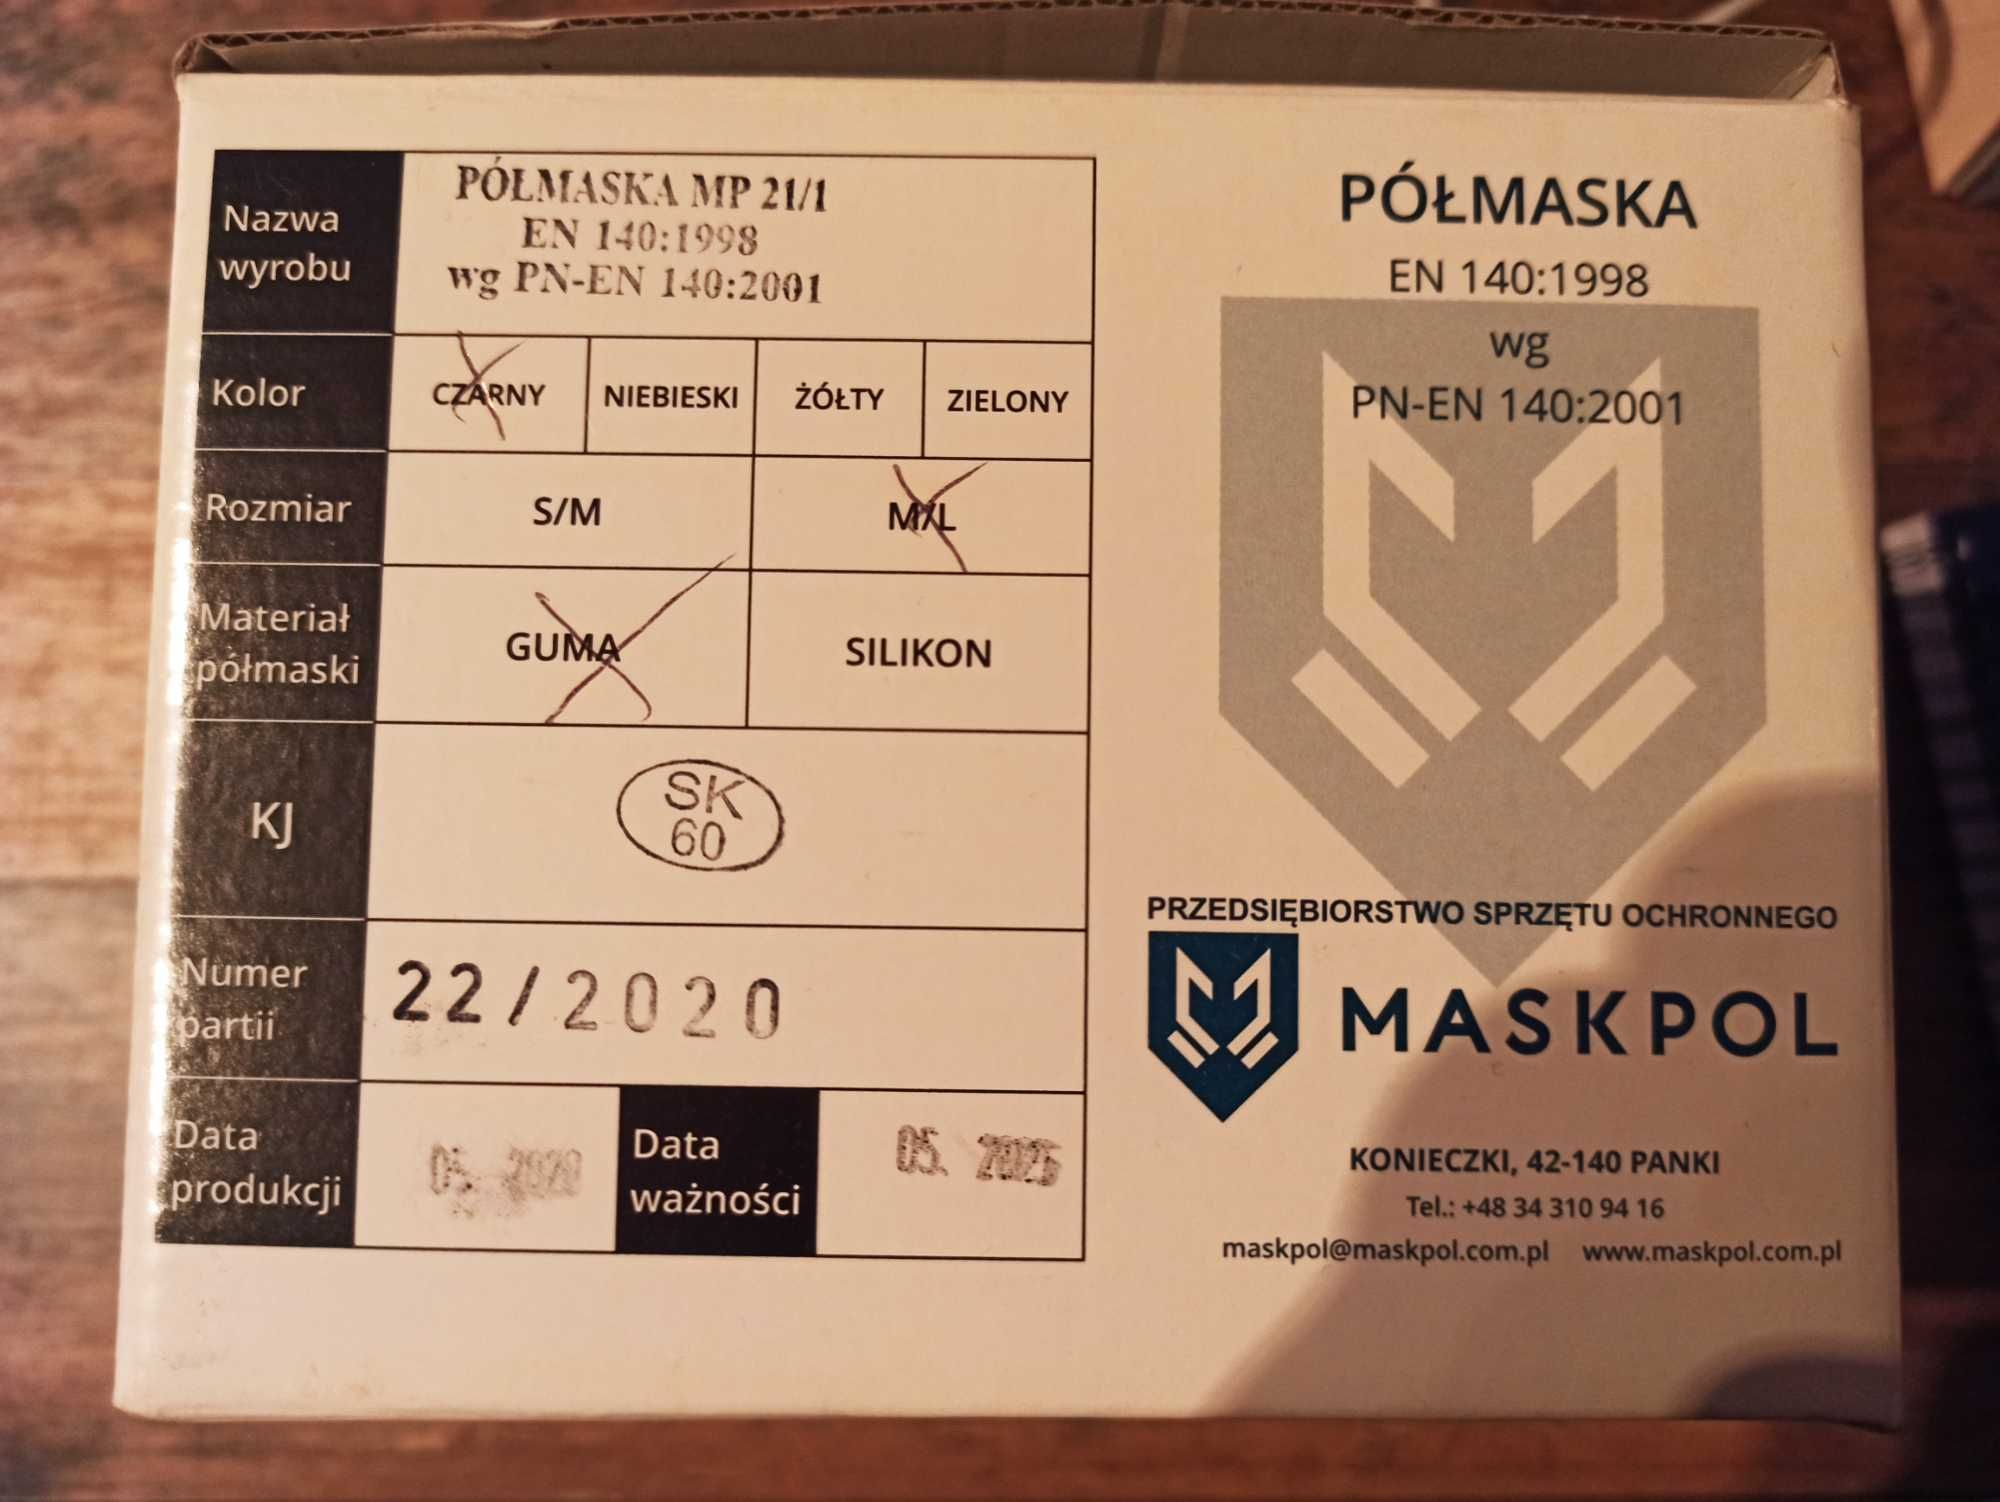 Nazwa wyrobu
PÓŁMASKA MP 21/1
EN 140:1998
wg PN-EN 140:2001
Kolor
CZARNY NIEBIESKI ŻÓŁTY ZIELONY
Rozmiar
S/M M/L
Materiał półmaski
GUMA SILIKON
KJ
SK
60
Numer partii
22/2020
Data produkcji
05. 2020
Data ważności
05. 2025
PÓŁMASKA
EN 140:1998
wg
PN-EN 140:2001
PRZEDSIĘBIORSTWO SPRZĘTU OCHRONNEGO
MASKPOL
KONIECZKI, 42-140 PANKI
Tel.: +48 34 310 94 16
maskpol@maskpol.com.pl www.maskpol.com.pl